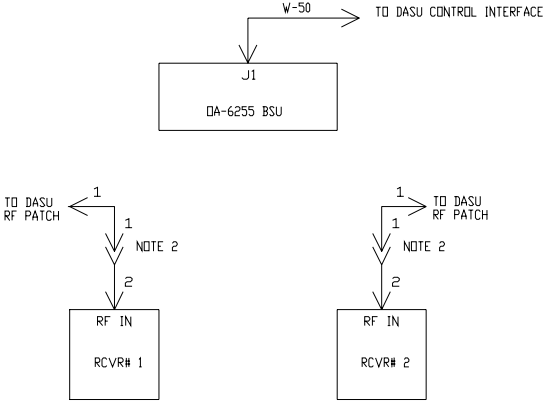 W-50
TO DASU CONTROL INTERFACE
J1
OA-6255 BSU
1
TO DASU
RF PATCH
1
NOTE 2
2
RF IN
RCVR# 1
1
TO DASU
RF PATCH
1
NOTE 2
2
RF IN
RCVR# 2